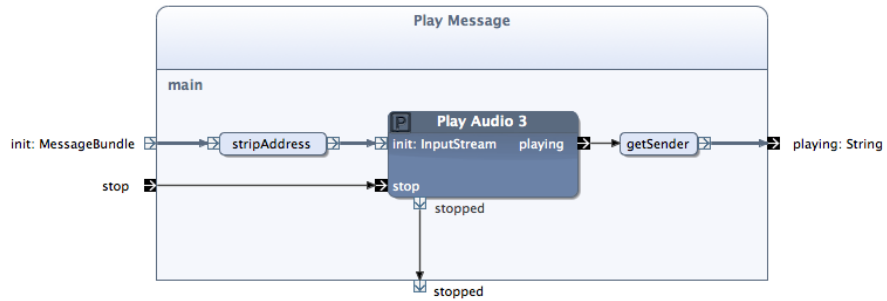 Play Message
main
P Play Audio 3
init: MessageBundle stripAddress init: InputStream playing getSender playing: String
stop stop
stopped
stopped